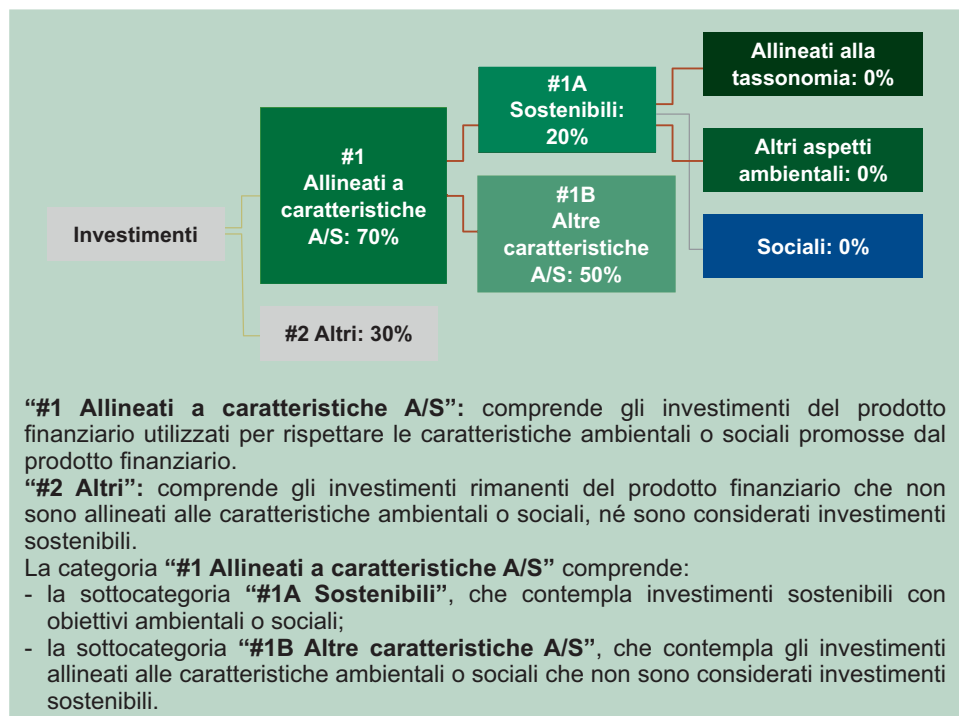 Investimenti
#1
Allineati a
caratteristiche
A/S: 70%
#2 Altri: 30%
#1A
Sostenibili:
20%
#1B
Altre
caratteristiche
A/S: 50%
Allineati alla
tassonomia: 0%
Altri aspetti
ambientali: 0%
Sociali: 0%
“#1 Allineati a caratteristiche A/S”: comprende gli investimenti del prodotto
finanziario utilizzati per rispettare le caratteristiche ambientali o sociali promosse dal
prodotto finanziario.
“#2 Altri”: comprende gli investimenti rimanenti del prodotto finanziario che non
sono allineati alle caratteristiche ambientali o sociali, né sono considerati investimenti
sostenibili.
La categoria “#1 Allineati a caratteristiche A/S” comprende:
- la sottocategoria “#1A Sostenibili”, che contempla investimenti sostenibili con
obiettivi ambientali o sociali;
- la sottocategoria “#1B Altre caratteristiche A/S”, che contempla gli investimenti
allineati alle caratteristiche ambientali o sociali che non sono considerati investimenti
sostenibili.